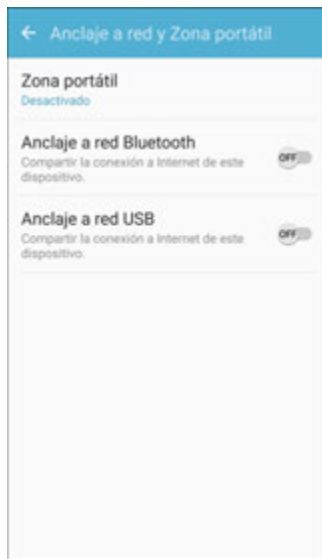 Anclaje a red y Zona portátil
Zona portátil
Desactivado
Anclaje a red Bluetooth
Compartir la conexión a Internet de este
dispositivo.
OFF
Anclaje a red USB
Compartir la conexión a Internet de este
dispositivo.
OFF